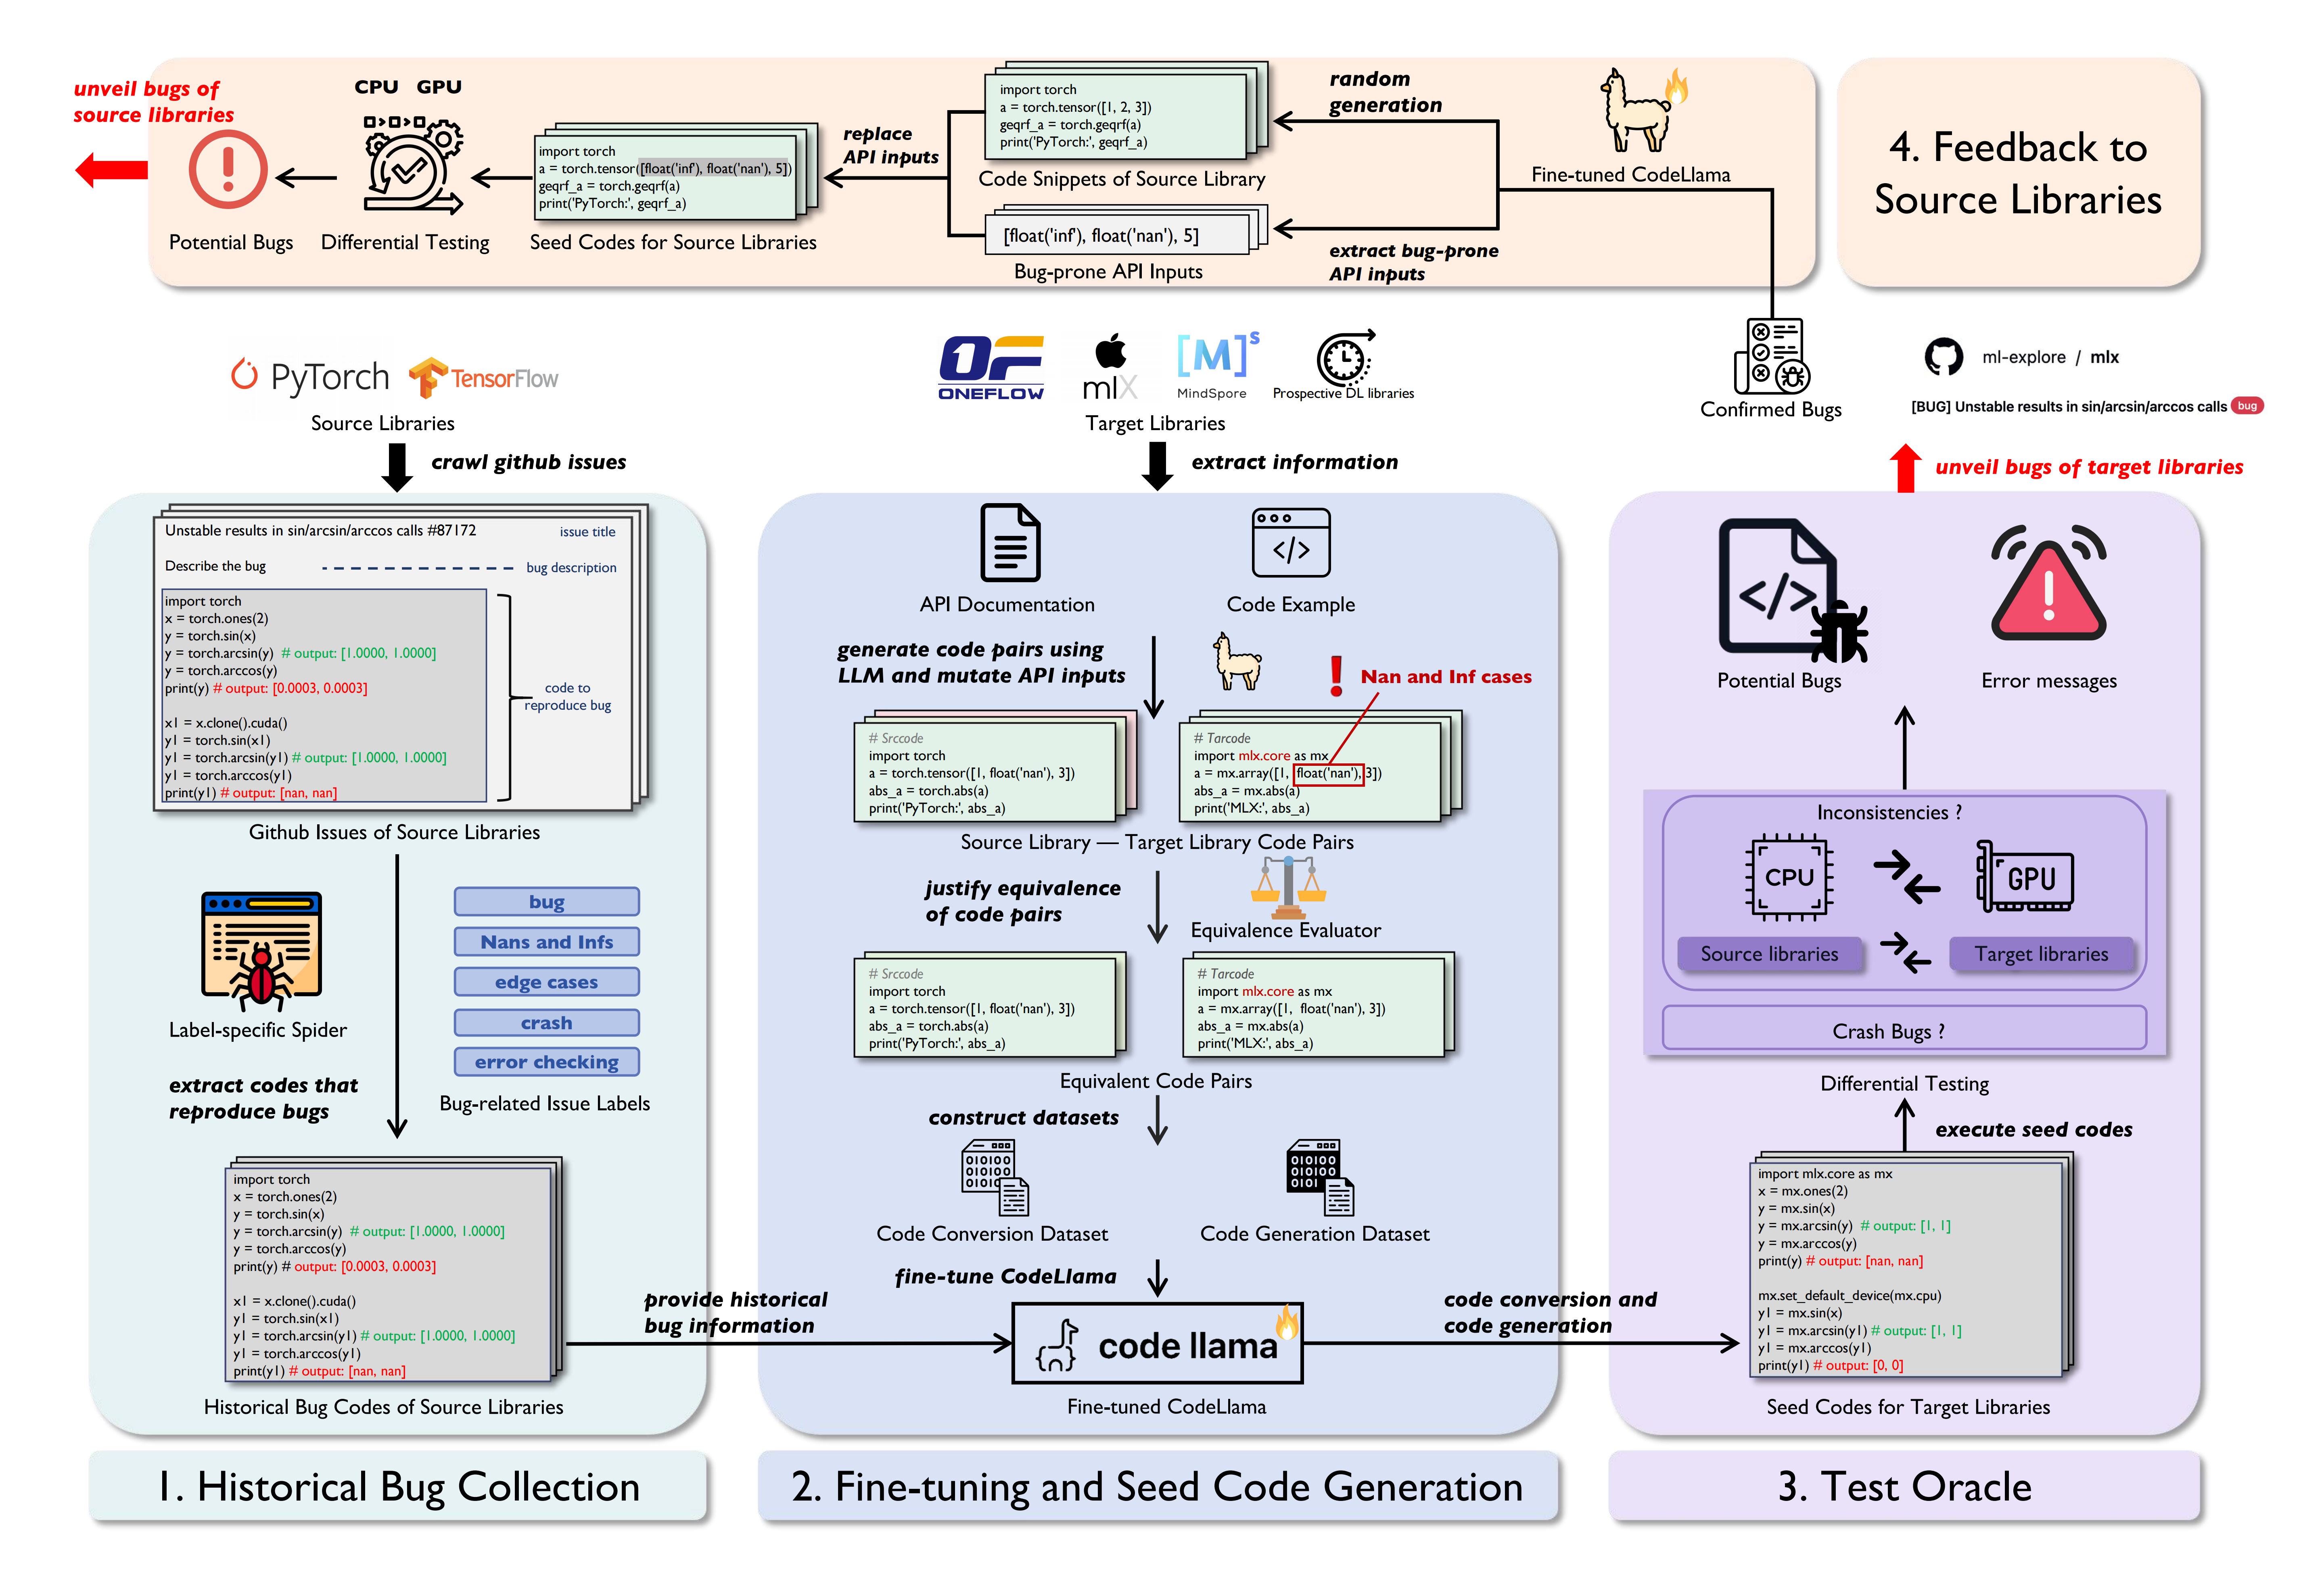 unveil bugs of
source libraries
CPU GPU
Potential Bugs
Differential Testing
import torch
a = torch.tensor([float('inf'), float('nan'), 5])
geqrf_a = torch.geqrf(a)
print('PyTorch:', geqrf_a)
Seed Codes for Source Libraries
replace
API inputs
import torch
a = torch.tensor([1, 2, 3])
geqrf_a = torch.geqrf(a)
print('PyTorch:', geqrf_a)
Code Snippets of Source Library
[float('inf'), float('nan'), 5]
Bug-prone API Inputs
random
generation
extract bug-prone
API inputs
Fine-tuned CodeLlama
4. Feedback to
Source Libraries
PyTorch
TensorFlow
Source Libraries
crawl github issues
OF
ONEFLOW
mlX
[M]s
MindSpore
Prospective DL libraries
Target Libraries
extract information
Confirmed Bugs
ml-explore / mlx
[BUG] Unstable results in sin/arcsin/arccos calls bug
unveil bugs of target libraries
Unstable results in sin/arcsin/arccos calls #87172
issue title
Describe the bug
bug description
import torch
x = torch.ones(2)
y = torch.sin(x)
y = torch.arcsin(y) # output: [1.0000, 1.0000]
y = torch.arccos(y)
print(y) # output: [0.0003, 0.0003]
x1 = x.clone().cuda()
y1 = torch.sin(x1)
y1 = torch.arcsin(y1) # output: [1.0000, 1.0000]
y1 = torch.arccos(y1)
print(y1) # output: [nan, nan]
code to
reproduce bug
Github Issues of Source Libraries
Label-specific Spider
bug
Nans and Infs
edge cases
crash
error checking
Bug-related Issue Labels
extract codes that
reproduce bugs
import torch
x = torch.ones(2)
y = torch.sin(x)
y = torch.arcsin(y) # output: [1.0000, 1.0000]
y = torch.arccos(y)
print(y) # output: [0.0003, 0.0003]
x1 = x.clone().cuda()
y1 = torch.sin(x1)
y1 = torch.arcsin(y1) # output: [1.0000, 1.0000]
y1 = torch.arccos(y1)
print(y1) # output: [nan, nan]
Historical Bug Codes of Source Libraries
1. Historical Bug Collection
provide historical
bug information
API Documentation
Code Example
generate code pairs using
LLM and mutate API inputs
Nan and Inf cases
# Srccode
import torch
a = torch.tensor([1, float('nan'), 3])
abs_a = torch.abs(a)
print('PyTorch:', abs_a)
# Tarcode
import mlx.core as mx
a = mx.array([1, float('nan'), 3])
abs_a = mx.abs(a)
print('MLX:', abs_a)
Source Library — Target Library Code Pairs
justify equivalence
of code pairs
Equivalence Evaluator
# Srccode
import torch
a = torch.tensor([1, float('nan'), 3])
abs_a = torch.abs(a)
print('PyTorch:', abs_a)
# Tarcode
import mlx.core as mx
a = mx.array([1, float('nan'), 3])
abs_a = mx.abs(a)
print('MLX:', abs_a)
Equivalent Code Pairs
construct datasets
010100
010100
010100
010100
010100
0101
Code Conversion Dataset
Code Generation Dataset
fine-tune CodeLlama
code llama
Fine-tuned CodeLlama
2. Fine-tuning and Seed Code Generation
code conversion and
code generation
Potential Bugs
Error messages
Inconsistencies ?
CPU
GPU
Source libraries
Target libraries
Crash Bugs ?
Differential Testing
execute seed codes
import mlx.core as mx
x = mx.ones(2)
y = mx.sin(x)
y = mx.arcsin(y) # output: [1, 1]
y = mx.arccos(y)
print(y) # output: [nan, nan]
mx.set_default_device(mx.cpu)
y1 = mx.sin(x)
y1 = mx.arcsin(y1) # output: [1, 1]
y1 = mx.arccos(y1)
print(y1) # output: [0, 0]
Seed Codes for Target Libraries
3. Test Oracle